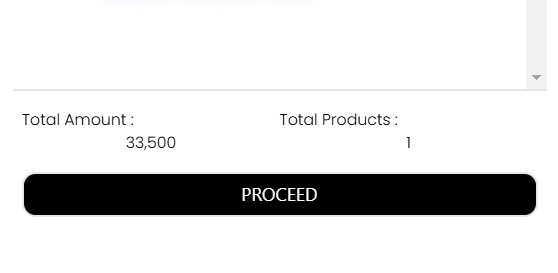 Total Amount :
Total Products :
33,500
1
PROCEED